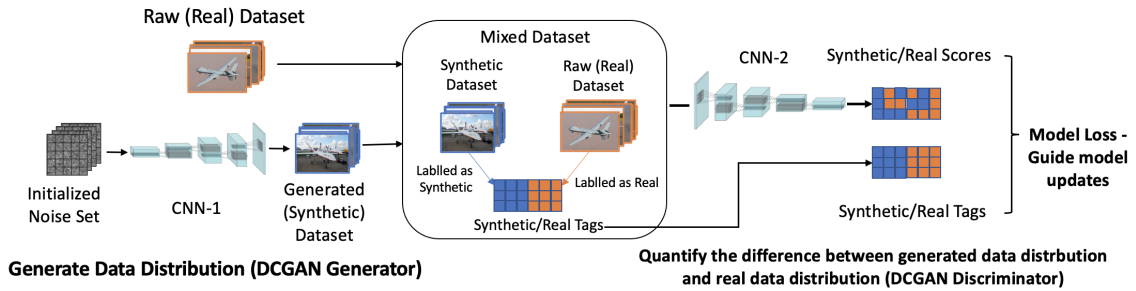 Raw (Real) Dataset
Initialized
Noise Set
CNN-1
Generated
(Synthetic)
Dataset
Generate Data Distribution (DCGAN Generator)
Mixed Dataset
Synthetic
Dataset
Raw (Real)
Dataset
Lablled as
Synthetic
Lablled as Real
Synthetic/Real Tags
CNN-2
Synthetic/Real Scores
Synthetic/Real Tags
Model Loss -
Guide model
updates
Quantify the difference between generated data distrbution
and real data distribution (DCGAN Discriminator)